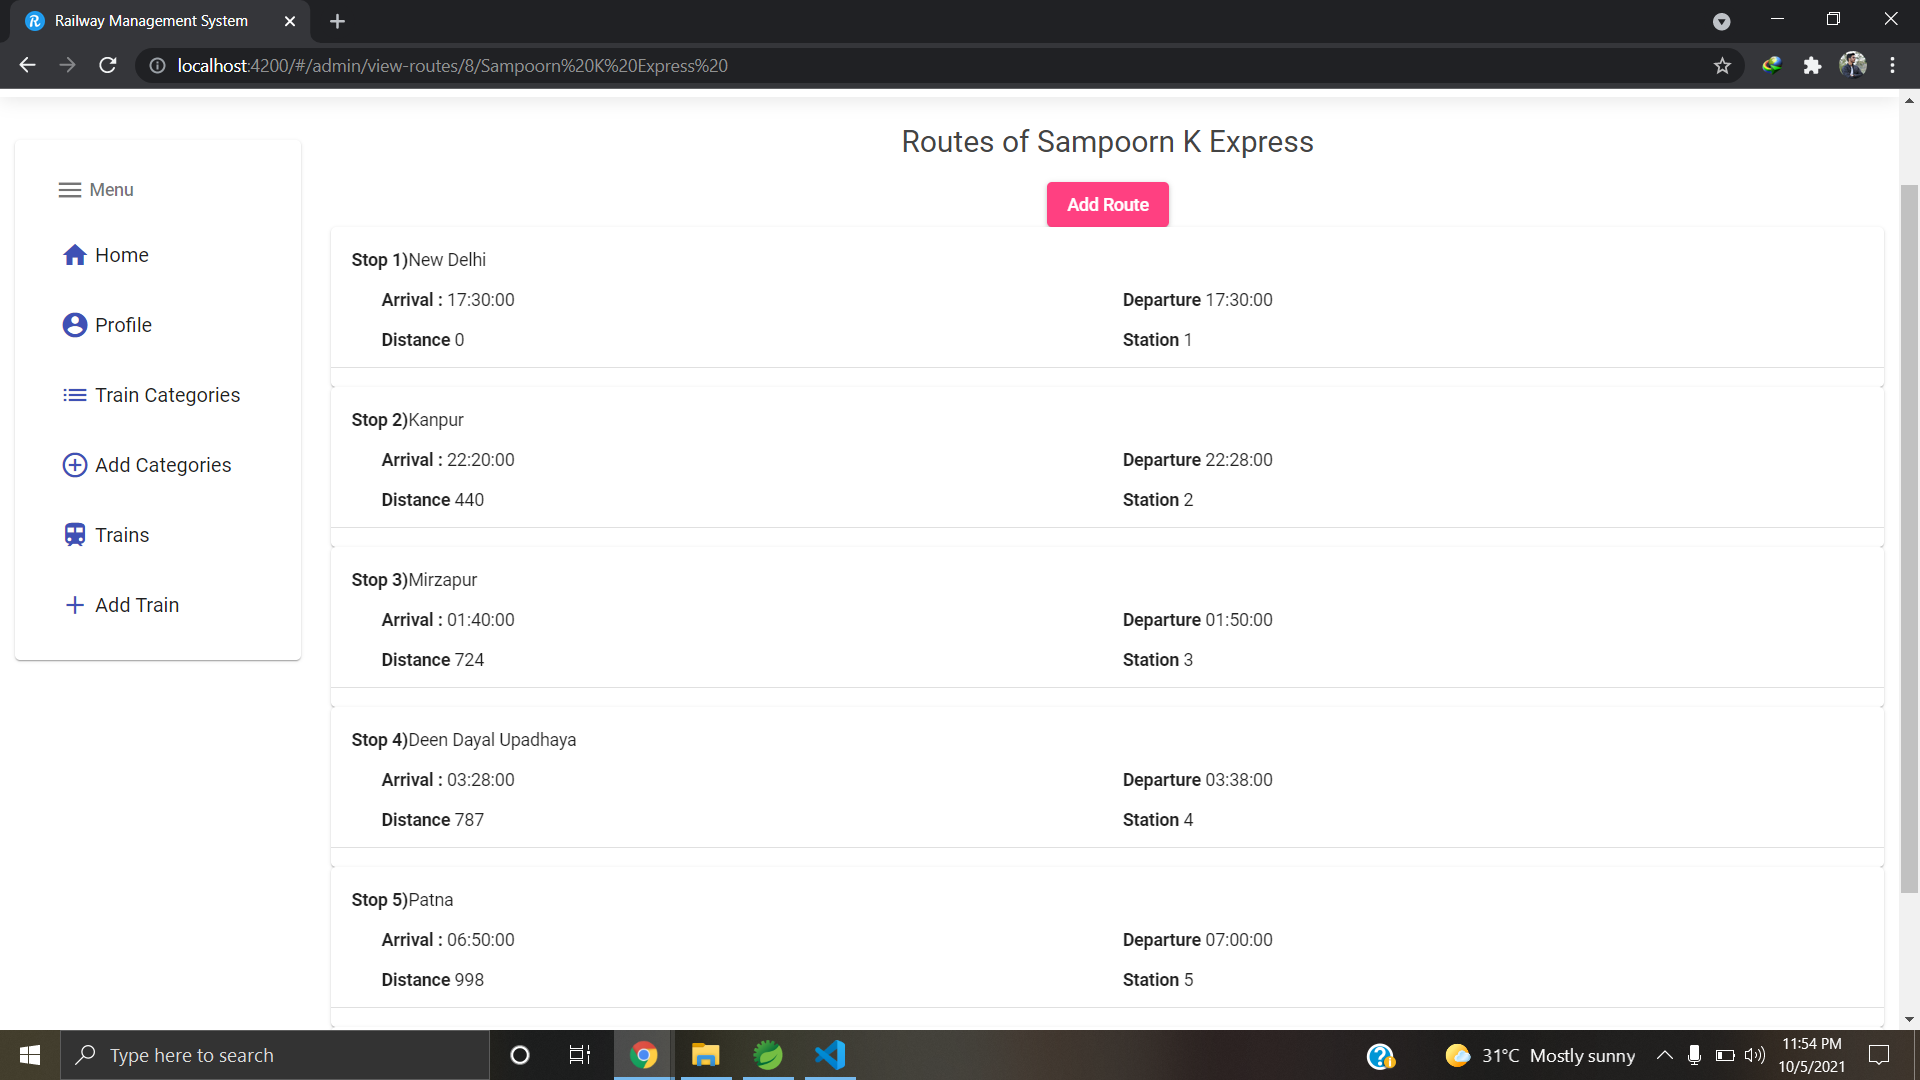 Railway Management System
localhost:4200/#/admin/view-routes/8/Sampoorn%20K%20Express%20
Menu
Home
Profile
Train Categories
Add Categories
Trains
Add Train
Routes of Sampoorn K Express
Add Route
Stop 1)New Delhi
Arrival : 17:30:00 Departure 17:30:00
Distance 0 Station 1
Stop 2)Kanpur
Arrival : 22:20:00 Departure 22:28:00
Distance 440 Station 2
Stop 3)Mirzapur
Arrival : 01:40:00 Departure 01:50:00
Distance 724 Station 3
Stop 4)Deen Dayal Upadhaya
Arrival : 03:28:00 Departure 03:38:00
Distance 787 Station 4
Stop 5)Patna
Arrival : 06:50:00 Departure 07:00:00
Distance 998 Station 5
Type here to search
31°C Mostly sunny
11:54 PM
10/5/2021